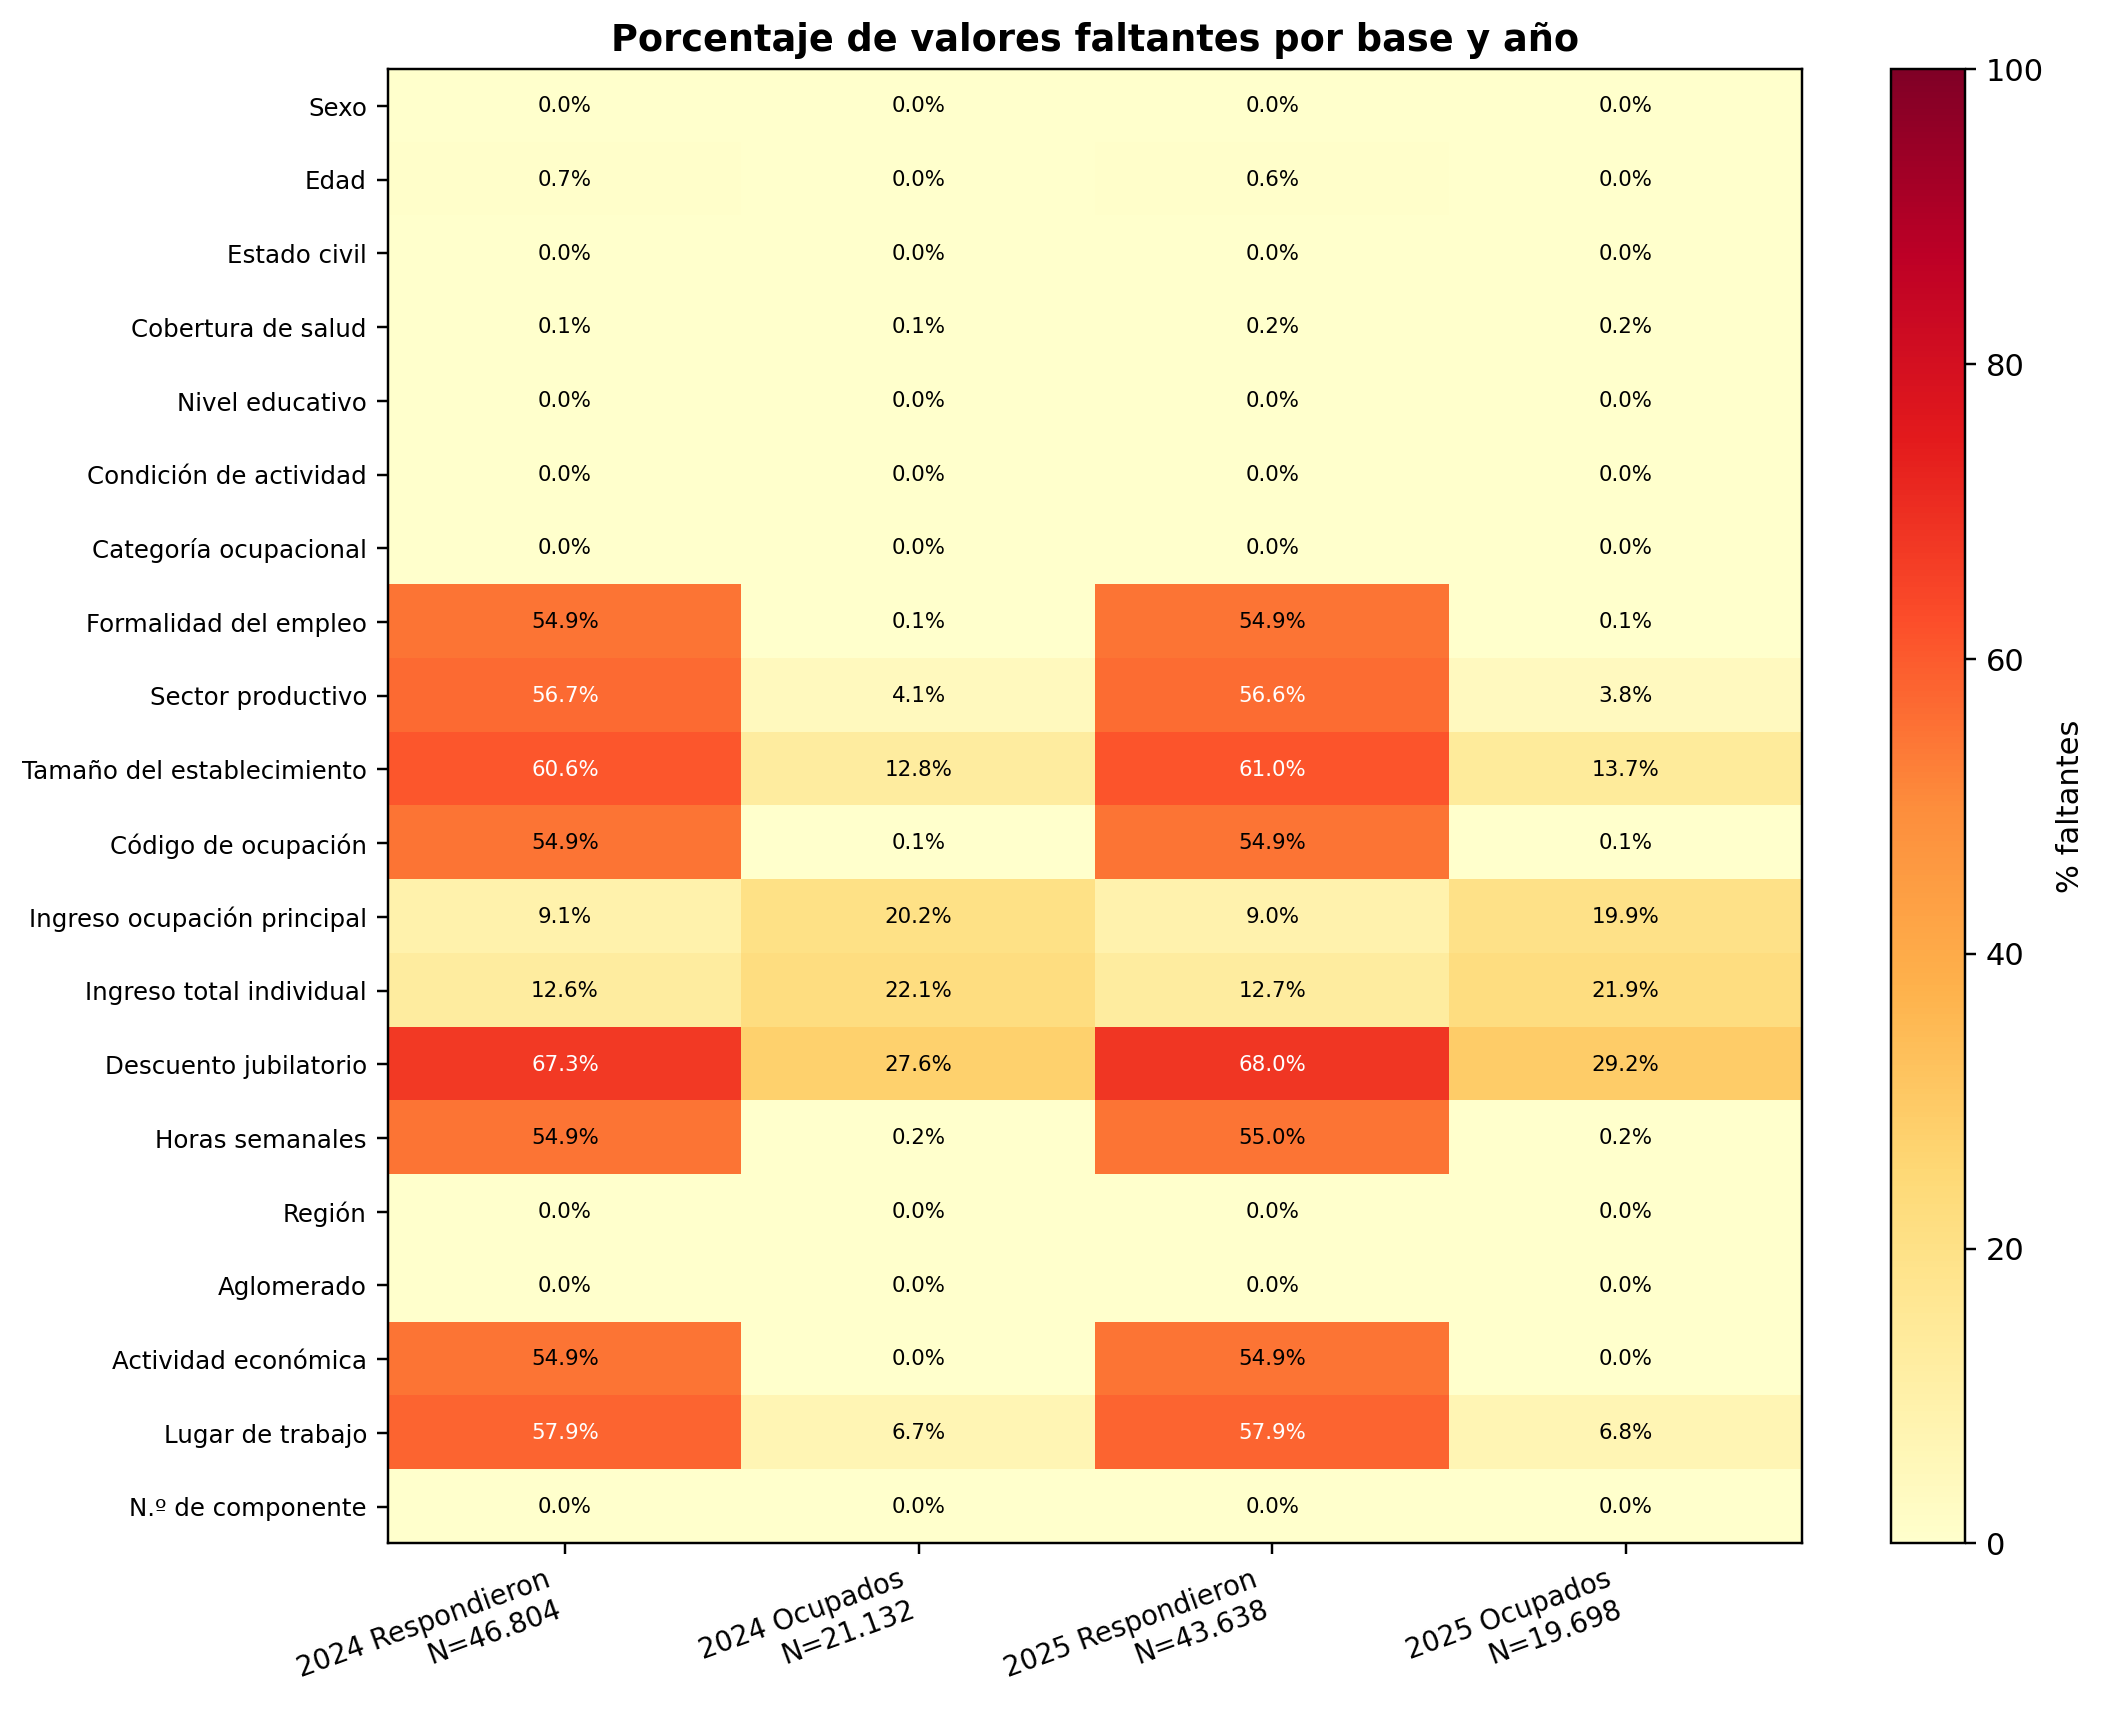 Porcentaje de valores faltantes por base y año
Sexo 0.0% 0.0% 0.0% 0.0%
Edad 0.7% 0.0% 0.6% 0.0%
Estado civil 0.0% 0.0% 0.0% 0.0%
Cobertura de salud 0.1% 0.1% 0.2% 0.2%
Nivel educativo 0.0% 0.0% 0.0% 0.0%
Condición de actividad 0.0% 0.0% 0.0% 0.0%
Categoría ocupacional 0.0% 0.0% 0.0% 0.0%
Formalidad del empleo 54.9% 0.1% 54.9% 0.1%
Sector productivo 56.7% 4.1% 56.6% 3.8%
Tamaño del establecimiento 60.6% 12.8% 61.0% 13.7%
Código de ocupación 54.9% 0.1% 54.9% 0.1%
Ingreso ocupación principal 9.1% 20.2% 9.0% 19.9%
Ingreso total individual 12.6% 22.1% 12.7% 21.9%
Descuento jubilatorio 67.3% 27.6% 68.0% 29.2%
Horas semanales 54.9% 0.2% 55.0% 0.2%
Región 0.0% 0.0% 0.0% 0.0%
Aglomerado 0.0% 0.0% 0.0% 0.0%
Actividad económica 54.9% 0.0% 54.9% 0.0%
Lugar de trabajo 57.9% 6.7% 57.9% 6.8%
N.º de componente 0.0% 0.0% 0.0% 0.0%
2024 Respondieron
N=46.804
2024 Ocupados
N=21.132
2025 Respondieron
N=43.638
2025 Ocupados
N=19.698
100
80
60
40
20
0
% faltantes